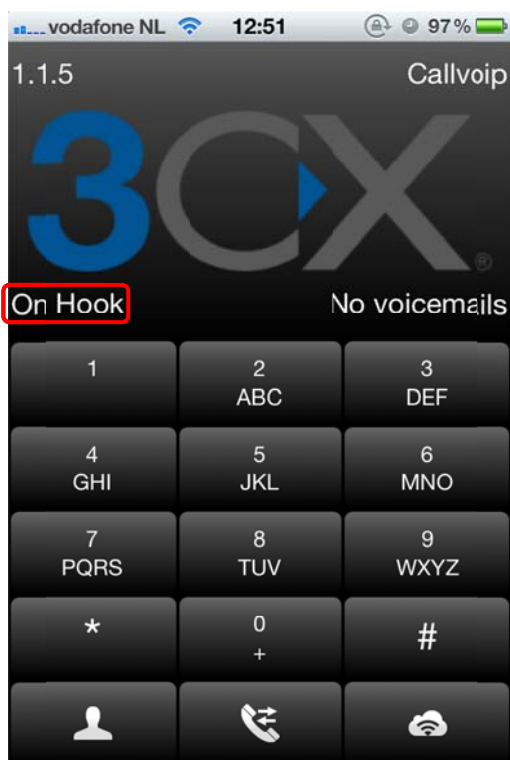 vodafone NL 12:51 97%
1.1.5 Callvoip
3CX®
On Hook No voicemails
1 2 3
ABC DEF
4 5 6
GHI JKL MNO
7 8 9
PQRS TUV WXYZ
* 0 #
+